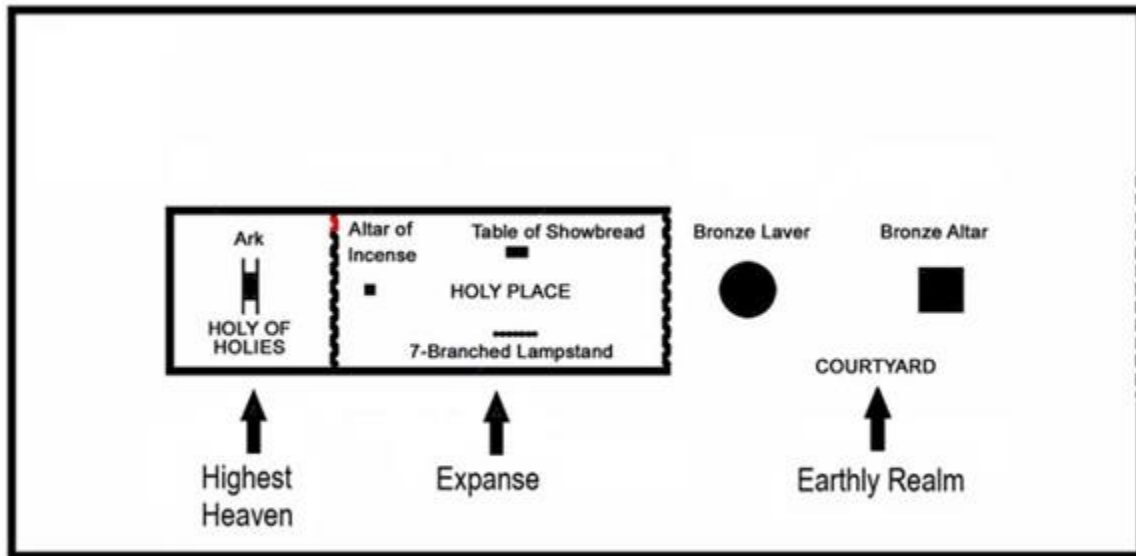 Ark
HOLY OF
HOLIES
Altar of
Incense
Table of Showbread
HOLY PLACE
7-Branched Lampstand
Bronze Laver
Bronze Altar
COURTYARD
Highest
Heaven
Expanse
Earthly Realm